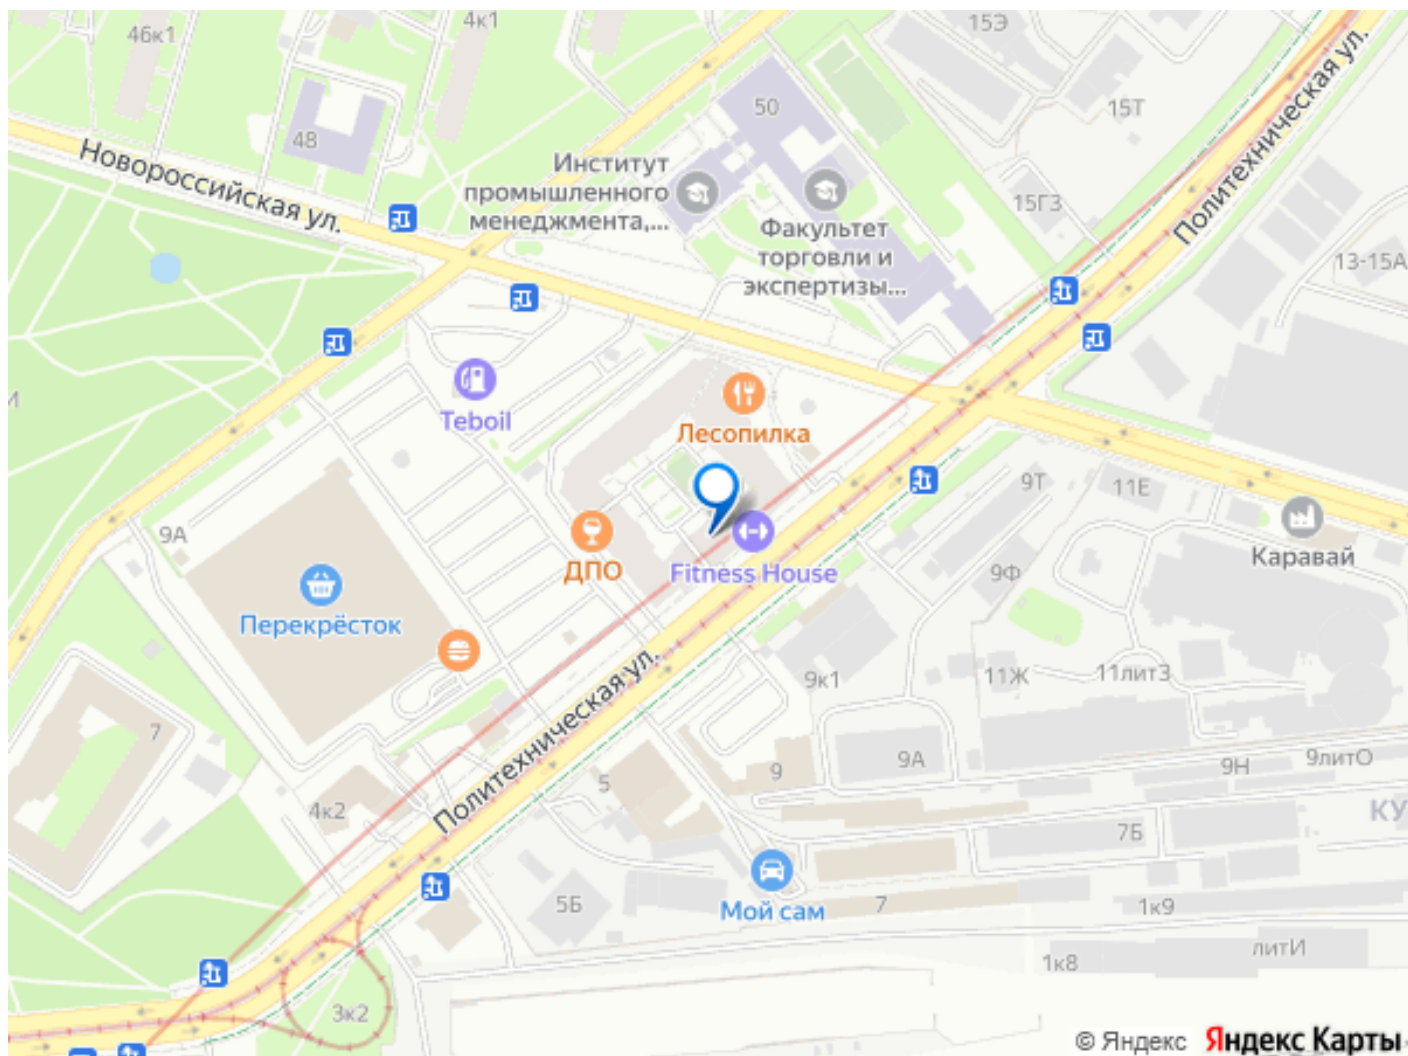 46к1
4к1
15Э
Политехническая ул.
50
15Т
48
Новороссийская ул.
Институт
промышленного
менеджмента,...
Факультет
торговли и
экспертизы...
15Г3
13-15А
И
Teboil
Лесопилка
9Т
11Е
9А
ДПО
Fitness House
Каравай
9Ф
Перекрёсток
9к1
11Ж
11литЗ
7
Политехническая ул.
5
9
9А
9Н
9литО
4к2
7Б
КУ
Мой сам
5Б
7
1к9
литИ
1к8
3к2
© Яндекс Яндекс Карты